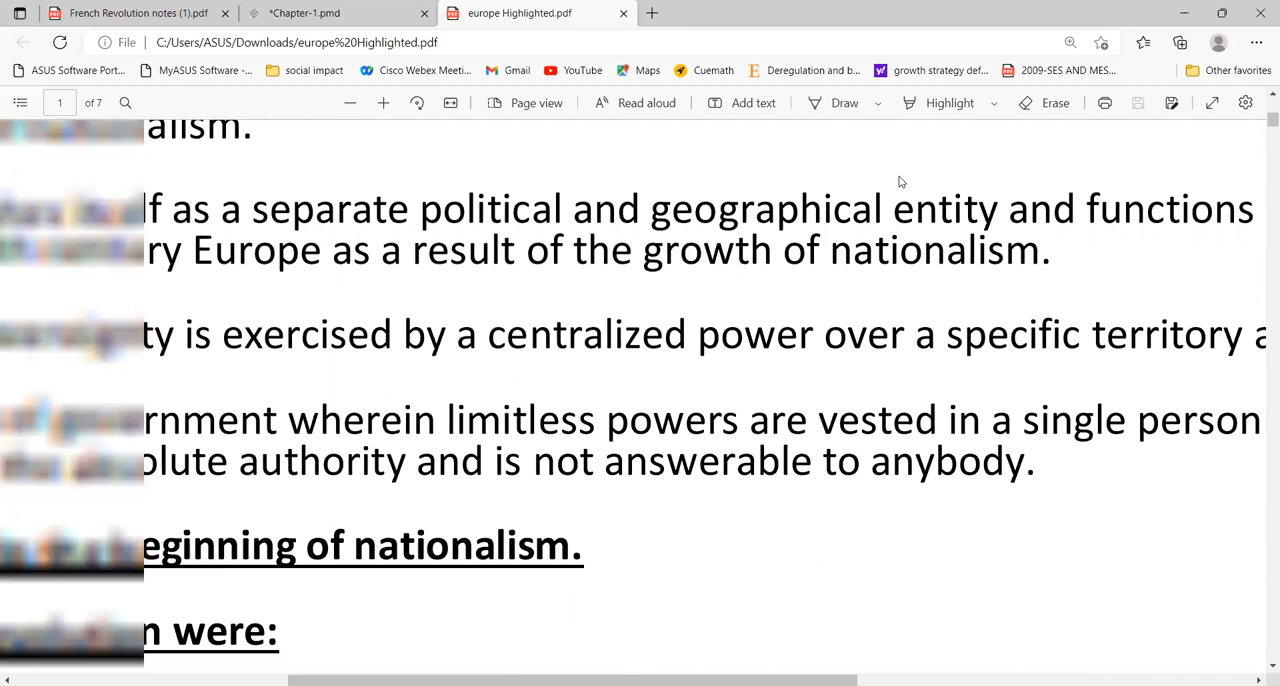 French Revolution notes (1).pdf
*Chapter-1.pmd
europe Highlighted.pdf
File
C:/Users/ASUS/Downloads/europe%20Highlighted.pdf
ASUS Software Port...
MyASUS Software -...
social impact
Cisco Webex Meeti...
Gmail
YouTube
Maps
Cuemath
Deregulation and b...
growth strategy def...
2009-SES AND MES...
Other favorites
1 of 7
Page view
Read aloud
Add text
Draw
Highlight
Erase
alism.
lf as a separate political and geographical entity and functions
ry Europe as a result of the growth of nationalism.
ty is exercised by a centralized power over a specific territory a
rnment wherein limitless powers are vested in a single person
olute authority and is not answerable to anybody.
eginning of nationalism.
n were: